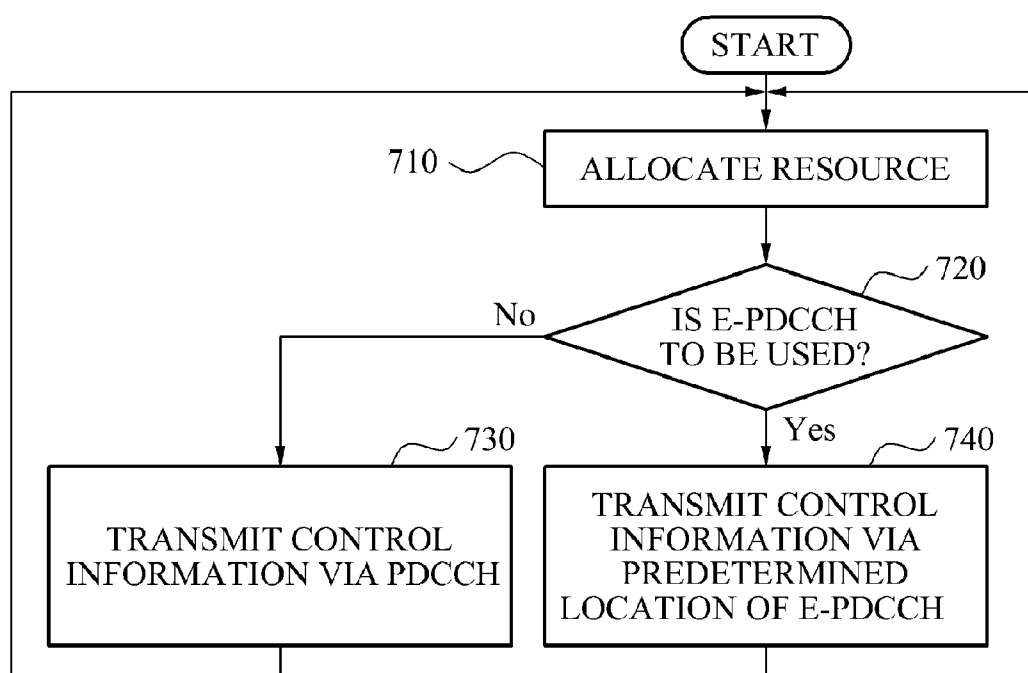 START
710
ALLOCATE RESOURCE
720
IS E-PDCCH
TO BE USED?
No
Yes
730
TRANSMIT CONTROL
INFORMATION VIA PDCCH
740
TRANSMIT CONTROL
INFORMATION VIA
PREDETERMINED
LOCATION OF E-PDCCH